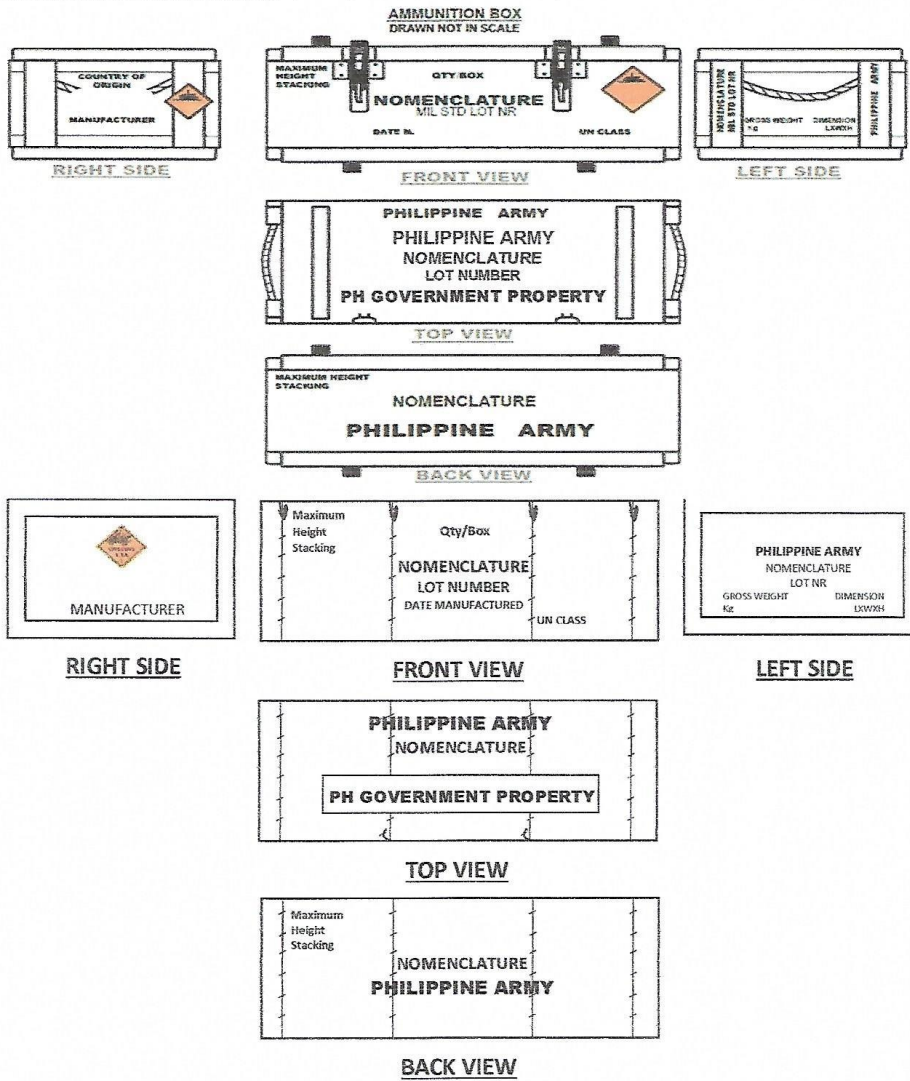 AMMUNITION BOX
DRAWN NOT IN SCALE
COUNTRY OF
ORIGIN
MANUFACTURER
RIGHT SIDE
MAXIMUM
HEIGHT
STACKING
QTY/BOX
NOMENCLATURE
MIL STD LOT NR
DATE M.
UN CLASS
FRONT VIEW
NOMENCLATURE
MIL STD LOT NR
GROSS WEIGHT DIMENSION
Kg LXWXH
PHILIPPINE ARMY
LEFT SIDE
PHILIPPINE ARMY
PHILIPPINE ARMY
NOMENCLATURE
LOT NUMBER
PH GOVERNMENT PROPERTY
TOP VIEW
MAXIMUM HEIGHT
STACKING
NOMENCLATURE
PHILIPPINE ARMY
BACK VIEW
MANUFACTURER
RIGHT SIDE
Maximum
Height
Stacking
Qty/Box
NOMENCLATURE
LOT NUMBER
DATE MANUFACTURED
UN CLASS
FRONT VIEW
PHILIPPINE ARMY
NOMENCLATURE
LOT NR
GROSS WEIGHT DIMENSION
Kg LXWXH
LEFT SIDE
PHILIPPINE ARMY
NOMENCLATURE
PH GOVERNMENT PROPERTY
TOP VIEW
Maximum
Height
Stacking
NOMENCLATURE
PHILIPPINE ARMY
BACK VIEW